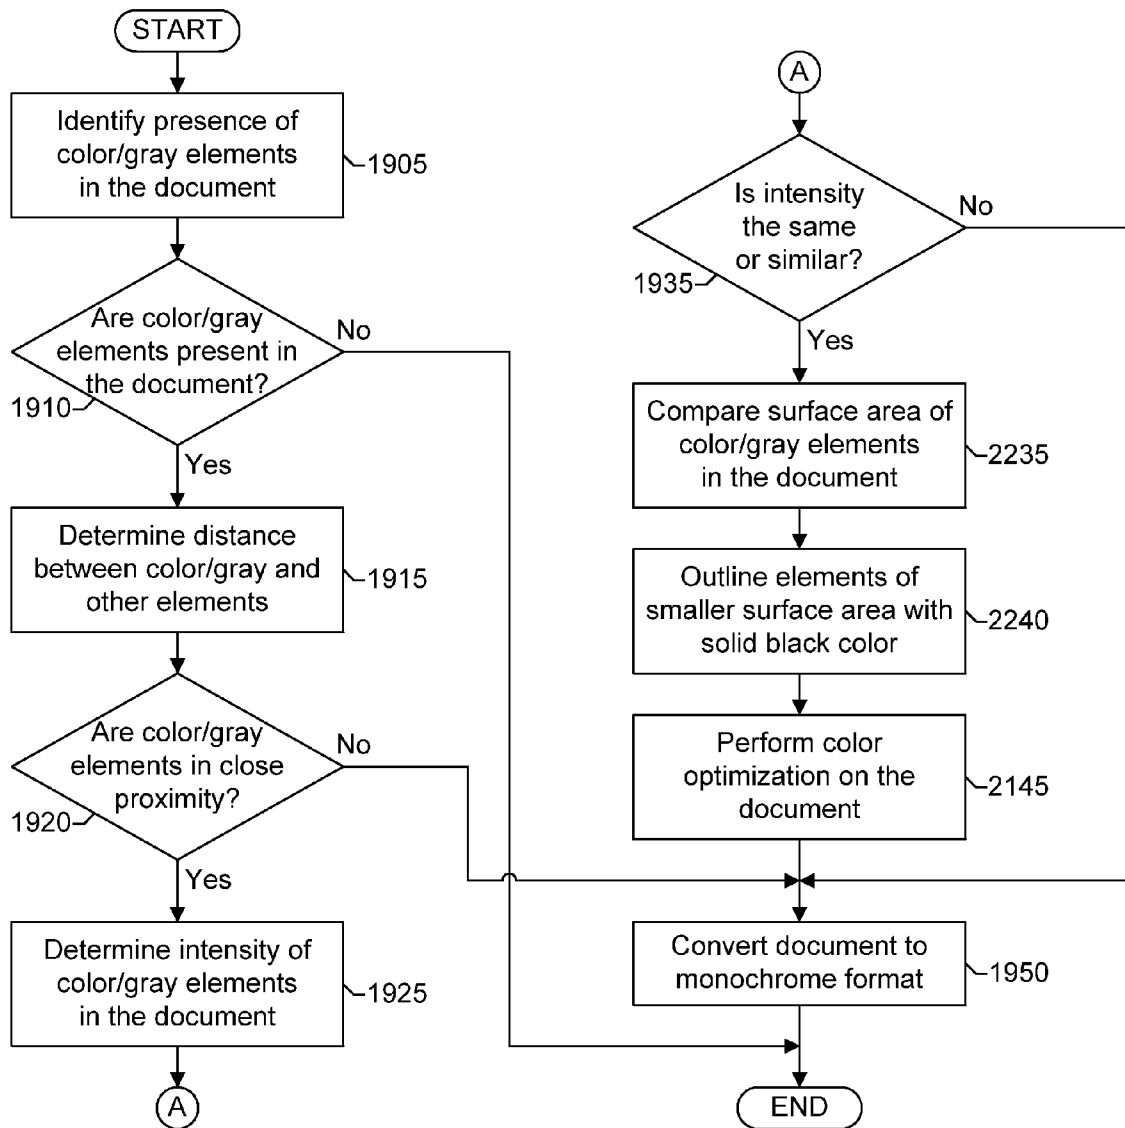 START
Identify presence of
color/gray elements
in the document
1905
Are color/gray
elements present in
the document?
1910
No
Yes
Determine distance
between color/gray and
other elements
1915
Are color/gray
elements in close
proximity?
1920
No
Yes
Determine intensity of
color/gray elements
in the document
1925
A
A
Is intensity
the same
or similar?
1935
No
Yes
Compare surface area of
color/gray elements
in the document
2235
Outline elements of
smaller surface area with
solid black color
2240
Perform color
optimization on the
document
2145
Convert document to
monochrome format
1950
END